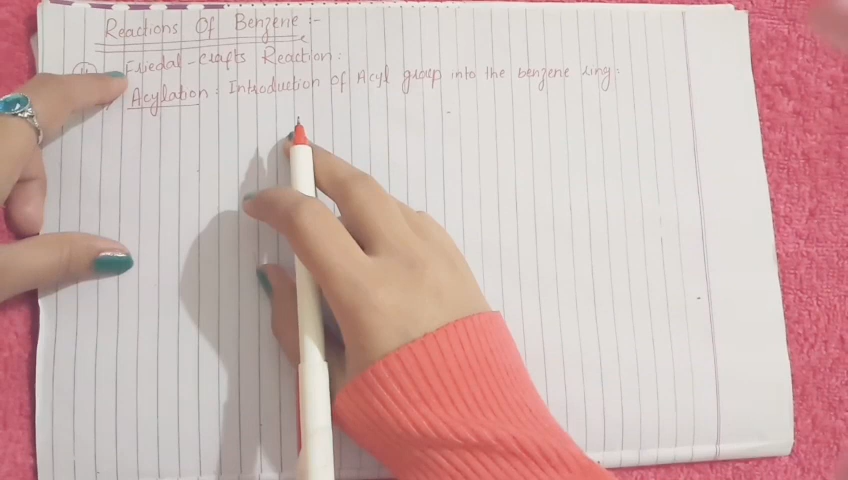 Reactions Of Benzene :-
Friedal-Crafts Reaction :
Acylation : Introduction of Acyl group into the benzene ring.